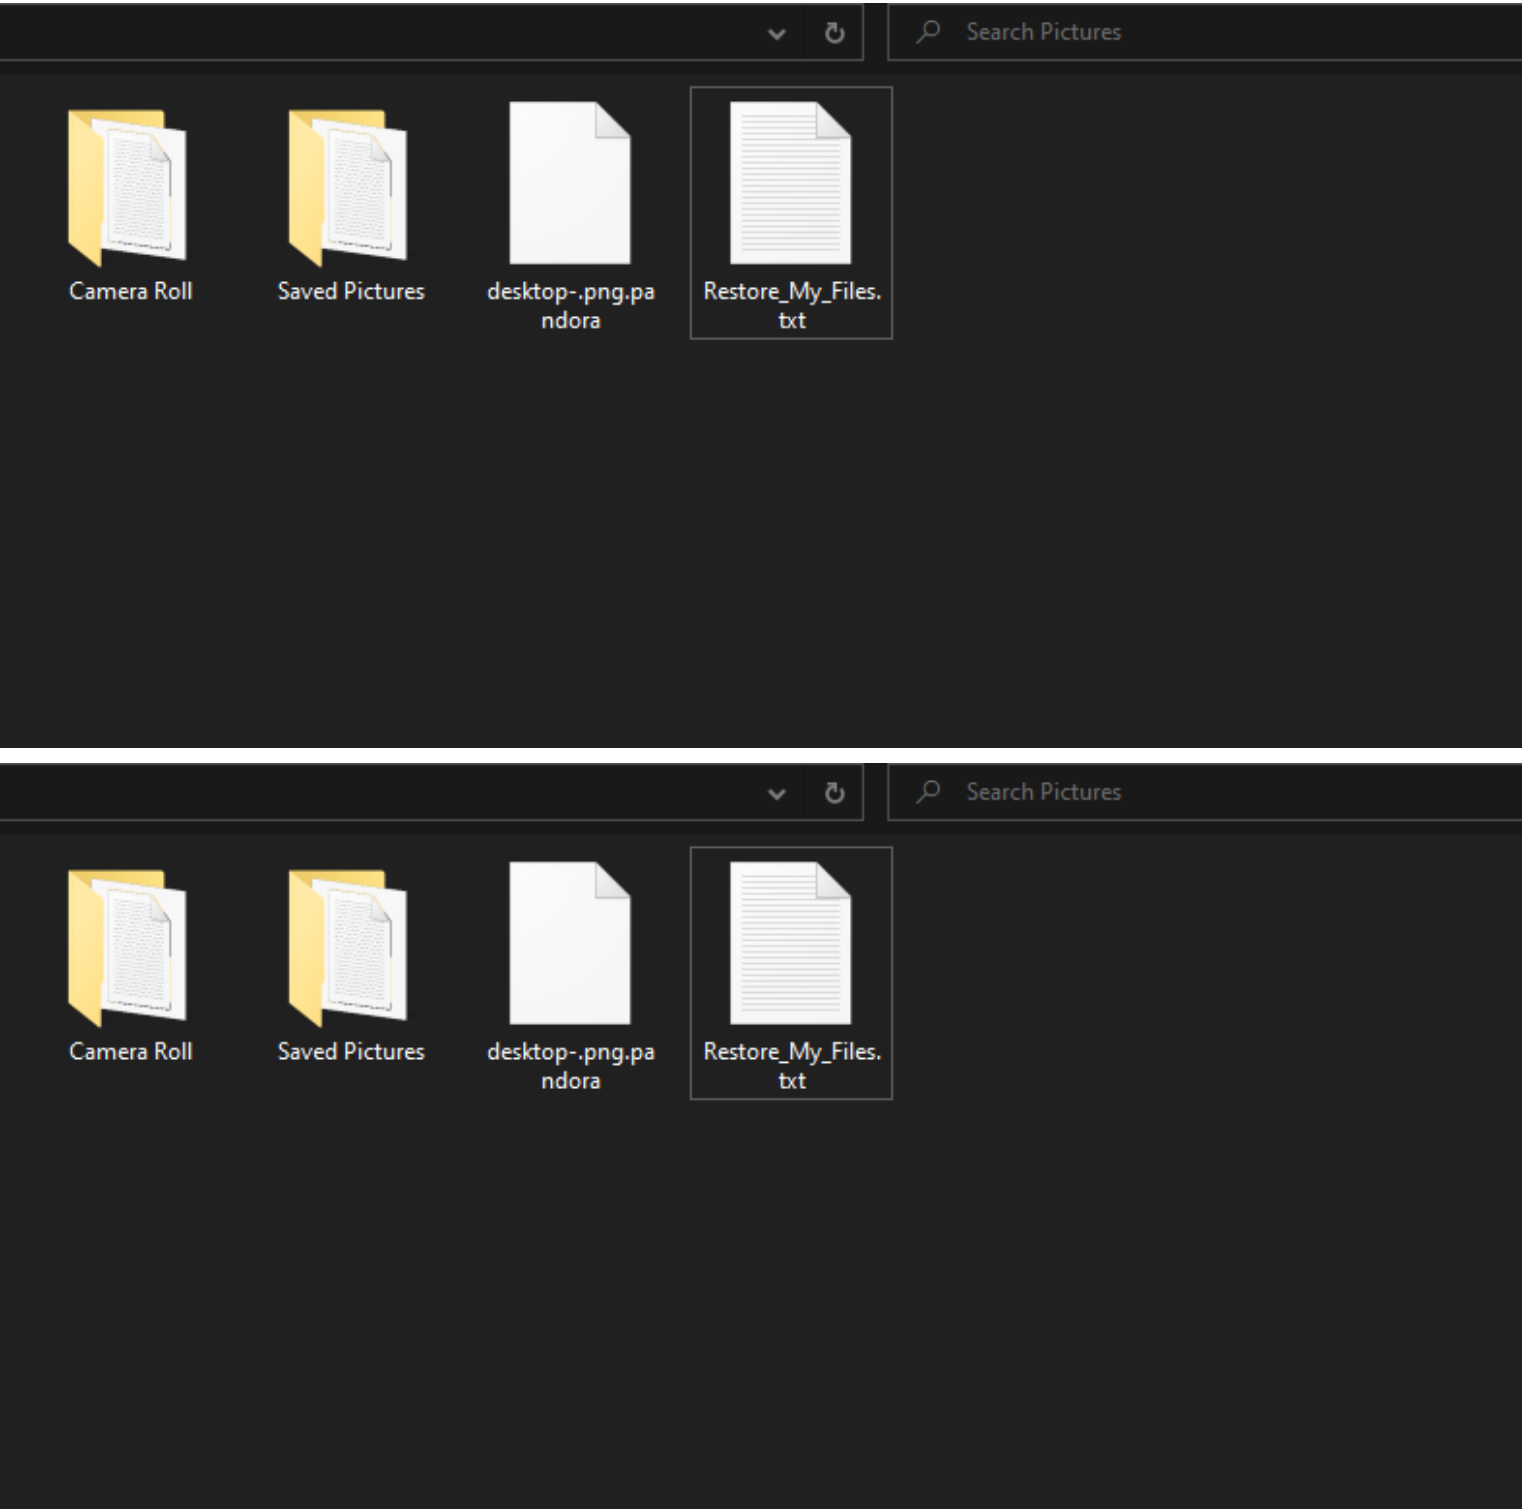 Search Pictures
Camera Roll
Saved Pictures
desktop-.png.pa
ndora
Restore_My_Files.
txt
Search Pictures
Camera Roll
Saved Pictures
desktop-.png.pa
ndora
Restore_My_Files.
txt